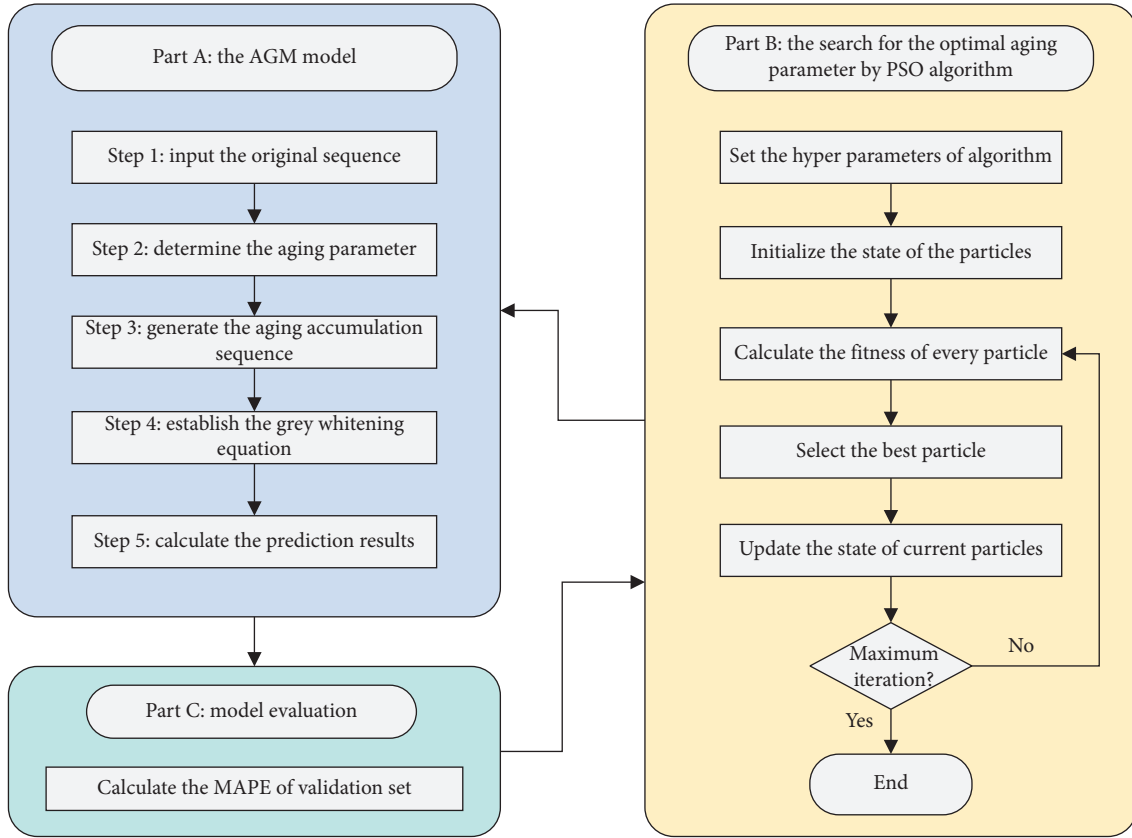 Part A: the AGM model
Step 1: input the original sequence
Step 2: determine the aging parameter
Step 3: generate the aging accumulation
sequence
Step 4: establish the grey whitening
equation
Step 5: calculate the prediction results
Part C: model evaluation
Calculate the MAPE of validation set
Part B: the search for the optimal aging
parameter by PSO algorithm
Set the hyper parameters of algorithm
Initialize the state of the particles
Calculate the fitness of every particle
Select the best particle
Update the state of current particles
Maximum
iteration?
No
Yes
End